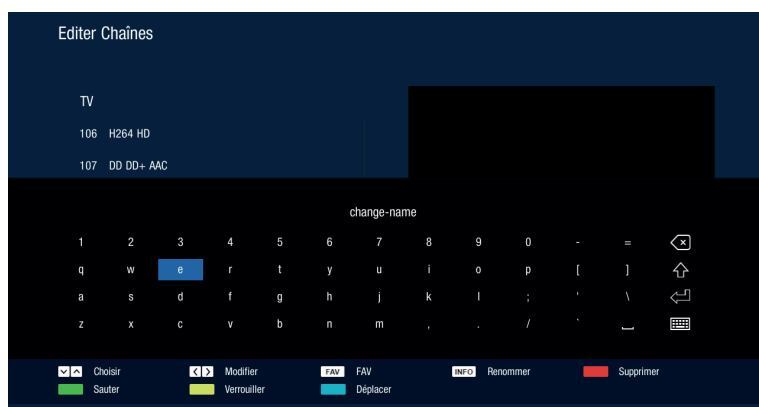 Editer Chaînes
TV
106 H264 HD
107 DD DD+ AAC
change-name
1 2 3 4 5 6 7 8 9 0 - =
q w e r t y u i o p [ ]
a s d f g h j k l ; ' \
z x c v b n m , . / `
Choisir Modifier FAV FAV INFO Renommer Supprimer
Sauter Verrouiller Déplacer